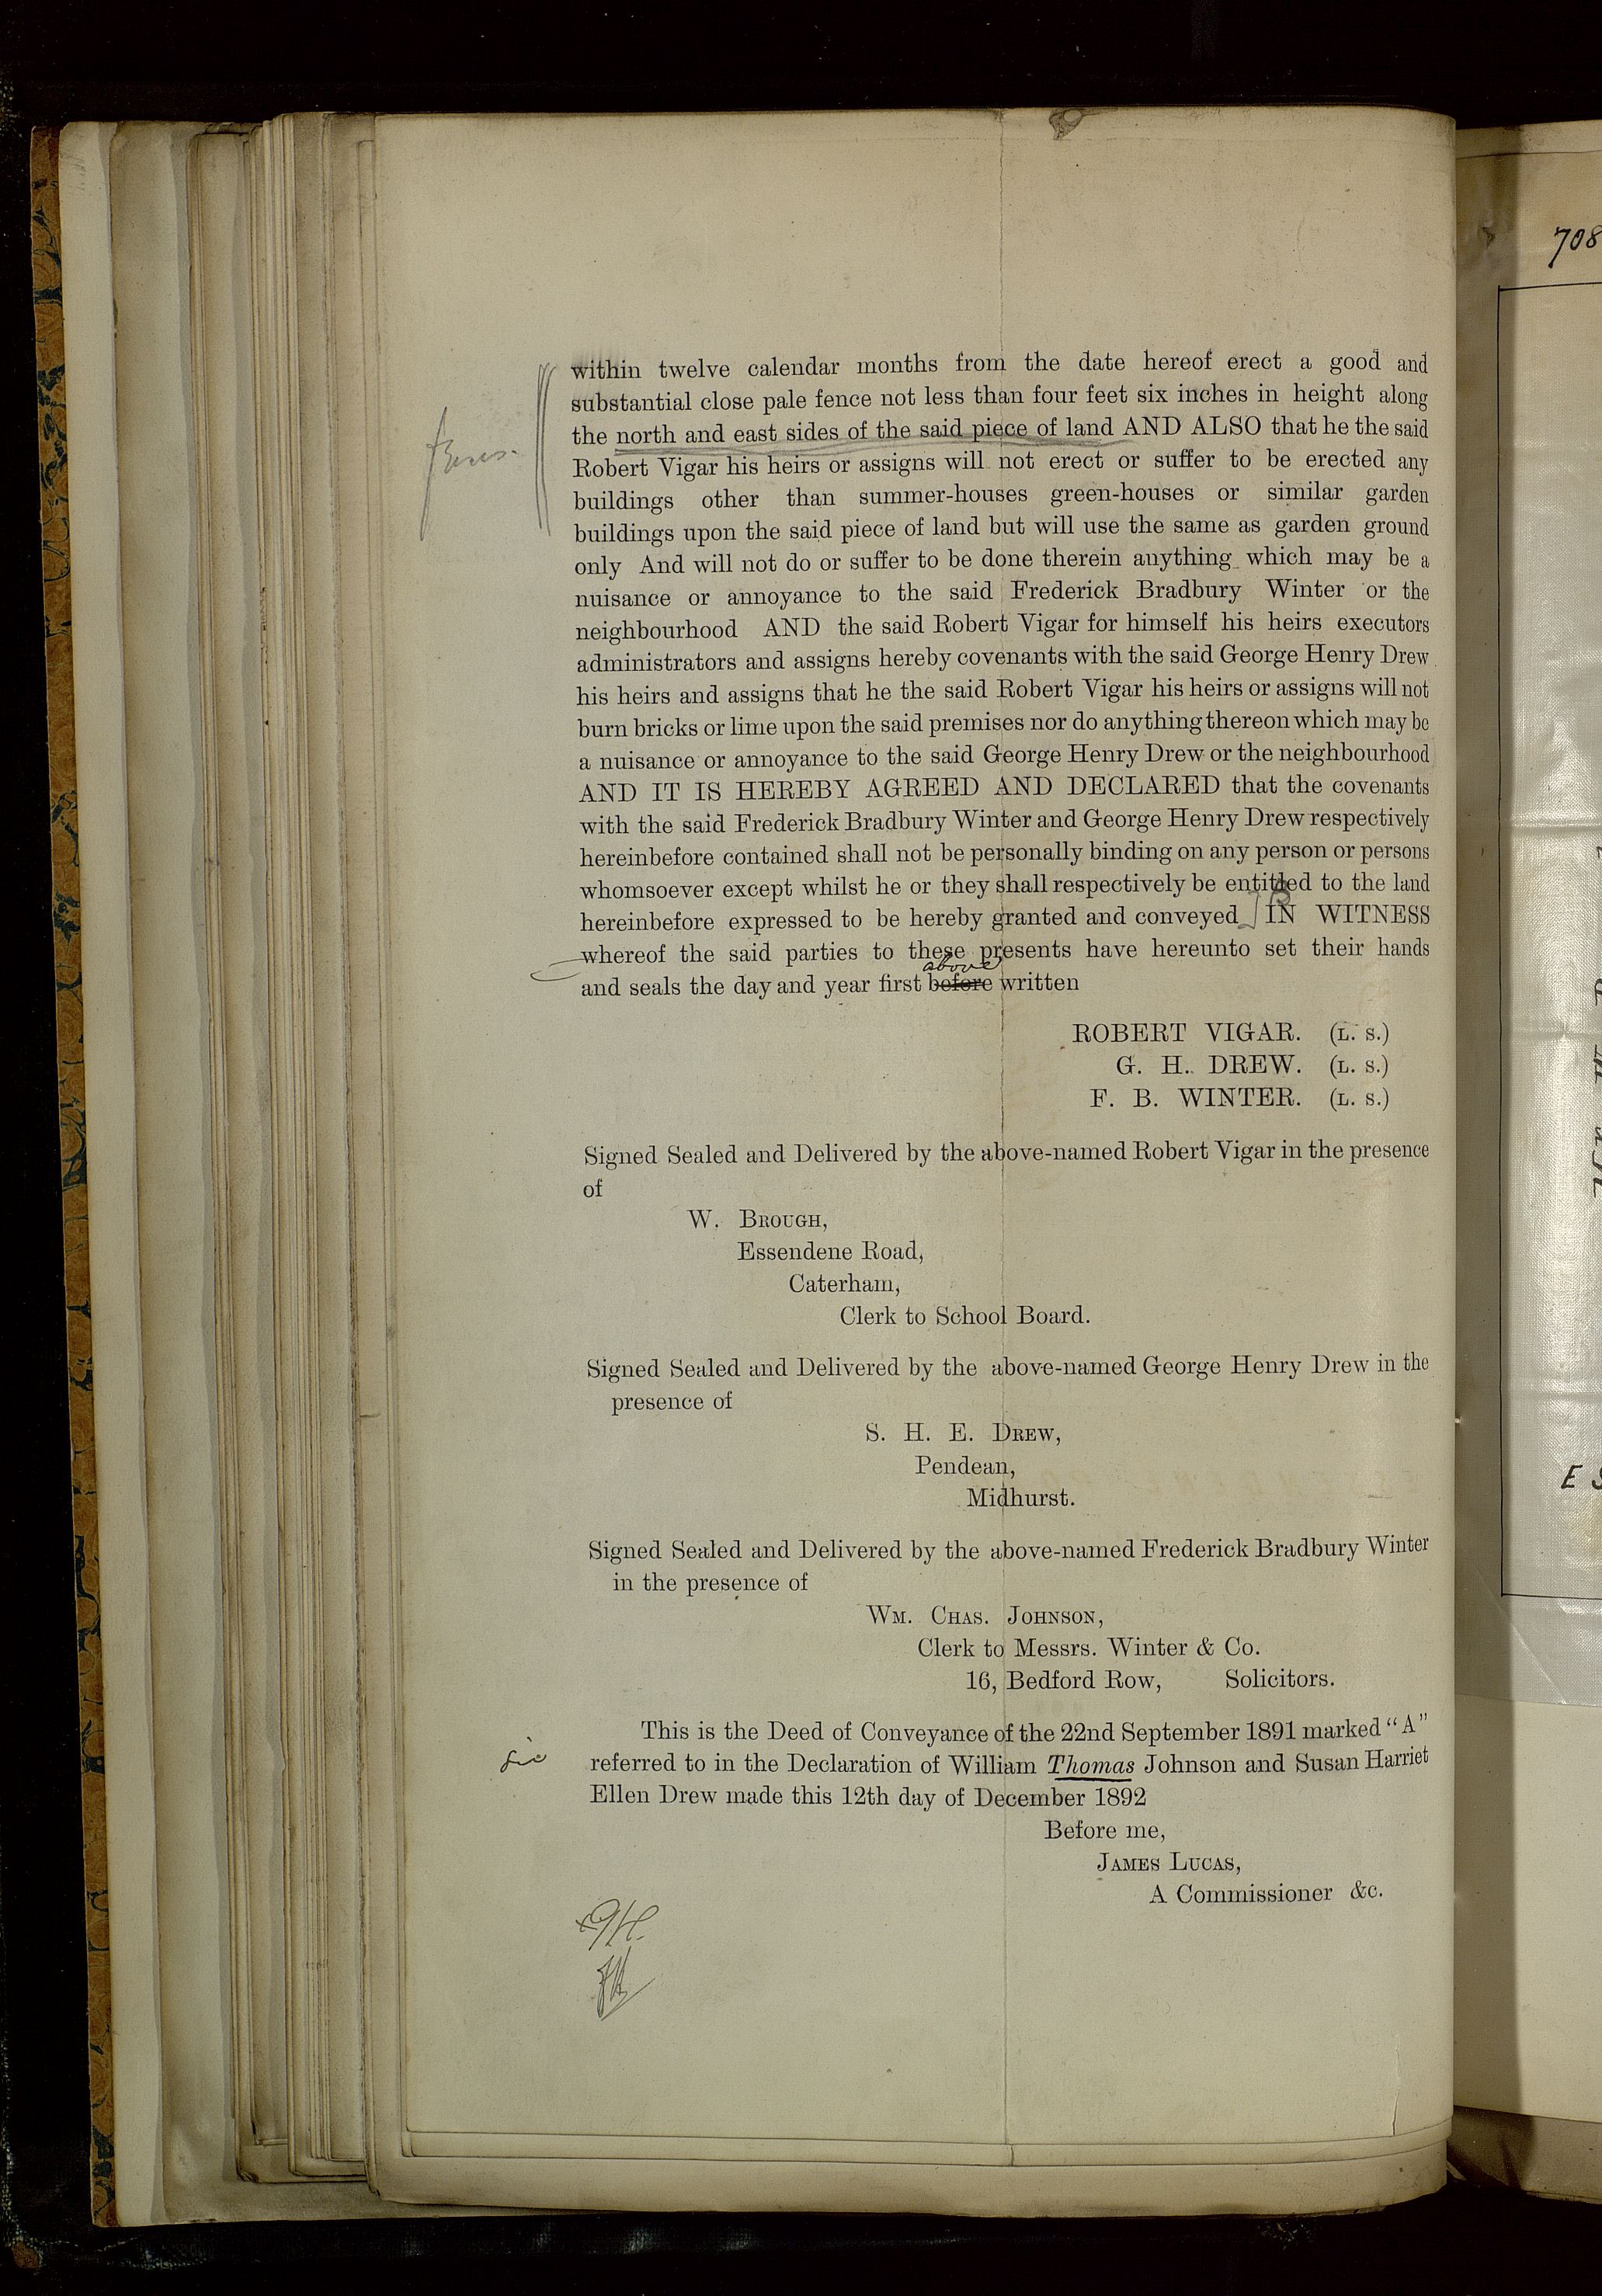 within twelve calendar months from the date hereof erect a good and
substantial close pale fence not less than four feet six inches in height along
the north and east sides of the said piece of land AND ALSO that he the said
Robert Vigar his heirs or assigns will not erect or suffer to be erected any
buildings other than summer-houses green-houses or similar garden
buildings upon the said piece of land but will use the same as garden ground
only And will not do or suffer to be done therein anything which may be a
nuisance or annoyance to the said Frederick Bradbury Winter or the
neighbourhood AND the said Robert Vigar for himself his heirs executors
administrators and assigns hereby covenants with the said George Henry Drew
his heirs and assigns that he the said Robert Vigar his heirs or assigns will not
burn bricks or lime upon the said premises nor do anything thereon which may be
a nuisance or annoyance to the said George Henry Drew or the neighbourhood
AND IT IS HEREBY AGREED AND DECLARED that the covenants
with the said Frederick Bradbury Winter and George Henry Drew respectively
hereinbefore contained shall not be personally binding on any person or persons
whomsoever except whilst he or they shall respectively be entitled to the land
hereinbefore expressed to be hereby granted and conveyed IN WITNESS
whereof the said parties to these presents have hereunto set their hands
above
and seals the day and year first before written
ROBERT VIGAR. (L. S.)
G. H. DREW. (L. S.)
F. B. WINTER. (L. S.)
Signed Sealed and Delivered by the above-named Robert Vigar in the presence
of
W. BROUGH,
Essendene Road,
Caterham,
Clerk to School Board.
Signed Sealed and Delivered by the above-named George Henry Drew in the
presence of
S. H. E. DREW,
Pendean,
Midhurst.
Signed Sealed and Delivered by the above-named Frederick Bradbury Winter
in the presence of
WM. CHAS. JOHNSON,
Clerk to Messrs. Winter & Co.
16, Bedford Row, Solicitors.
This is the Deed of Conveyance of the 22nd September 1891 marked "A"
sic referred to in the Declaration of William Thomas Johnson and Susan Harriet
Ellen Drew made this 12th day of December 1892
Before me,
JAMES LUCAS,
A Commissioner &c.
708
E S